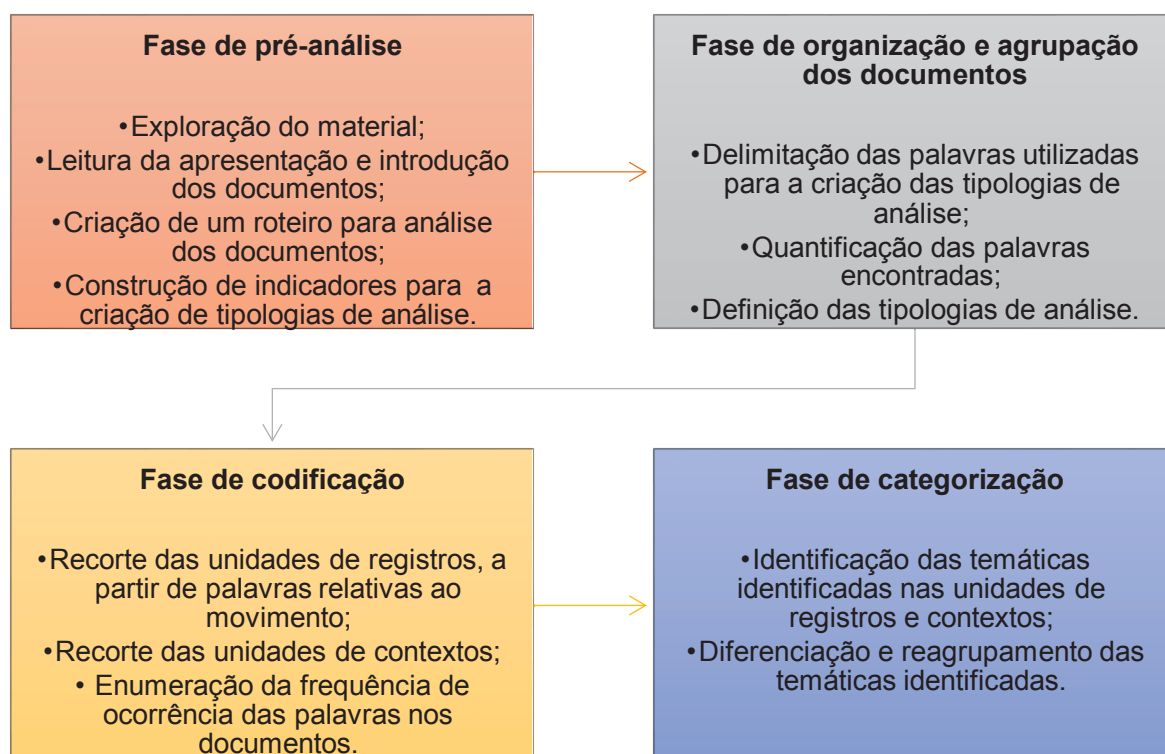 Fase de pré-análise
•Exploração do material;
•Leitura da apresentação e introdução
dos documentos;
•Criação de um roteiro para análise
dos documentos;
•Construção de indicadores para a
criação de tipologias de análise.
Fase de organização e agrupação
dos documentos
•Delimitação das palavras utilizadas
para a criação das tipologias de
análise;
•Quantificação das palavras
encontradas;
•Definição das tipologias de análise.
Fase de codificação
•Recorte das unidades de registros, a
partir de palavras relativas ao
movimento;
•Recorte das unidades de contextos;
• Enumeração da frequência de
ocorrência das palavras nos
documentos.
Fase de categorização
•Identificação das temáticas
identificadas nas unidades de
registros e contextos;
•Diferenciação e reagrupamento das
temáticas identificadas.